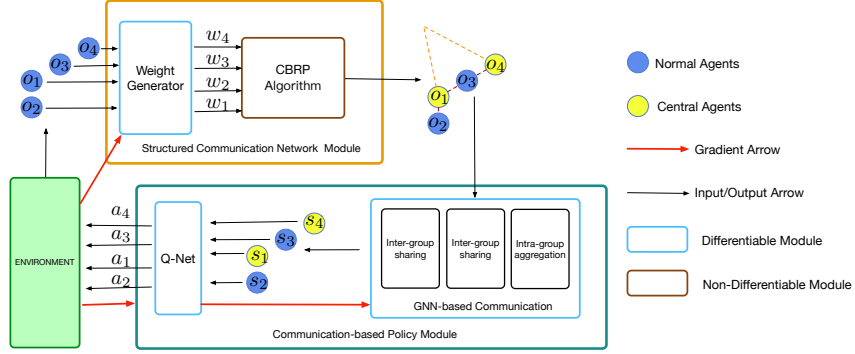 o₄
o₃
o₁
o₂
Weight
Generator
w₄
w₃
w₂
w₁
CBRP
Algorithm
Structured Communication Network Module
o₄
o₃
o₁
o₂
Normal Agents
Central Agents
Gradient Arrow
Input/Output Arrow
Differentiable Module
Non-Differentiable Module
ENVIRONMENT
a₄
a₃
a₁
a₂
Q-Net
s₄
s₃
s₁
s₂
Inter-group
sharing
Inter-group
sharing
Intra-group
aggregation
GNN-based Communication
Communication-based Policy Module